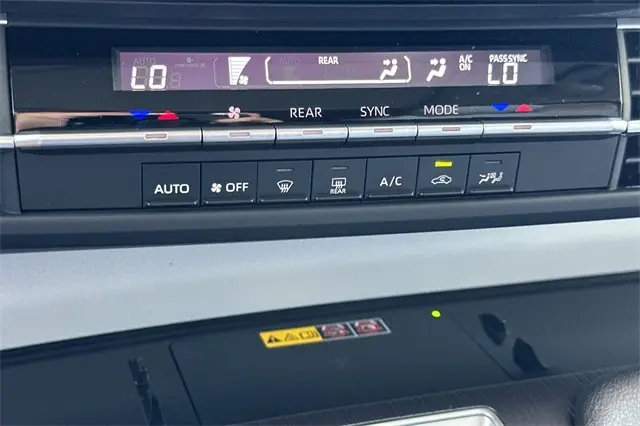 AUTO REAR A/C PASS SYNC
LO ON LO
REAR SYNC MODE
AUTO OFF REAR A/C